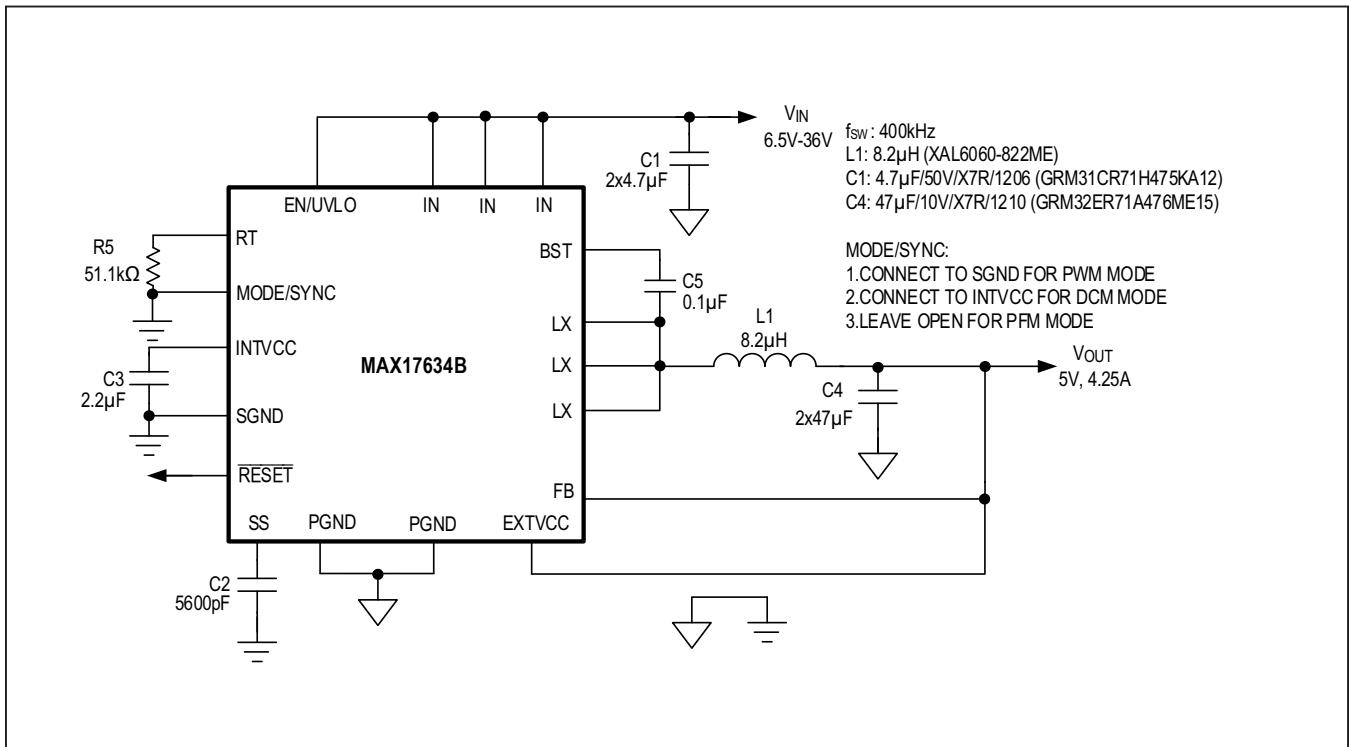 VIN
6.5V-36V
fSW : 400kHz
L1: 8.2µH (XAL6060-822ME)
C1: 4.7µF/50V/X7R/1206 (GRM31CR71H475KA12)
C4: 47µF/10V/X7R/1210 (GRM32ER71A476ME15)
C1
2x4.7µF
EN/UVLO
IN
IN
IN
RT
R5
51.1kΩ
MODE/SYNC
INTVCC
C3
2.2µF
SGND
RESET
MAX17634B
BST
C5
0.1µF
LX
LX
LX
L1
8.2µH
MODE/SYNC:
1.CONNECT TO SGND FOR PWM MODE
2.CONNECT TO INTVCC FOR DCM MODE
3.LEAVE OPEN FOR PFM MODE
VOUT
5V, 4.25A
C4
2x47µF
FB
SS
PGND
PGND
EXTVCC
C2
5600pF